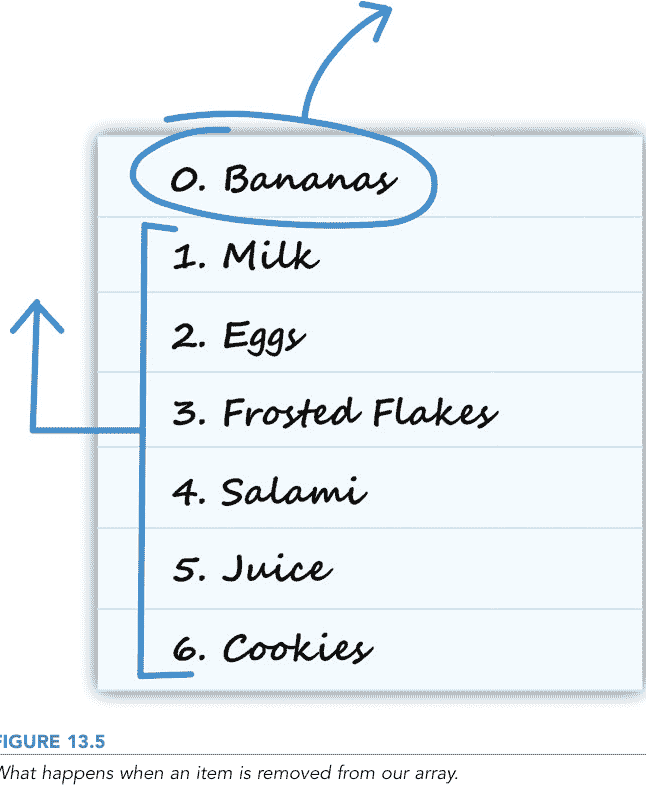 0. Bananas
1. Milk
2. Eggs
3. Frosted Flakes
4. Salami
5. Juice
6. Cookies
FIGURE 13.5
What happens when an item is removed from our array.